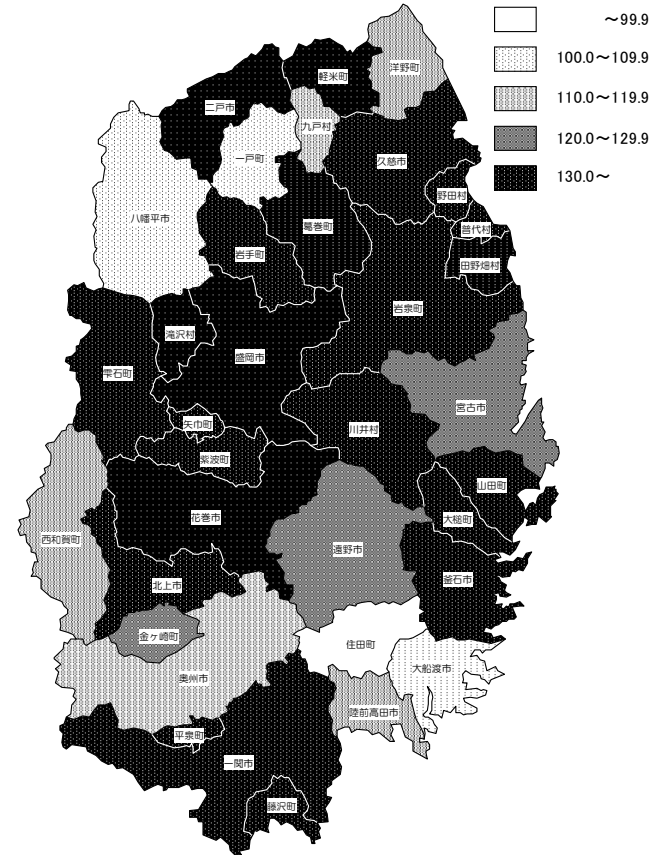 ～99.9
100.0～109.9
110.0～119.9
120.0～129.9
130.0～
洋野町
軽米町
二戸市
九戸村
一戸町
久慈市
野田村
八幡平市
葛巻町
普代村
岩手町
田野畑村
岩泉町
滝沢村
盛岡市
雫石町
宮古市
矢巾町
川井村
紫波町
山田町
花巻市
大槌町
西和賀町
遠野市
釜石市
北上市
金ヶ崎町
住田町
大船渡市
奥州市
陸前高田市
平泉町
一関市
藤沢町